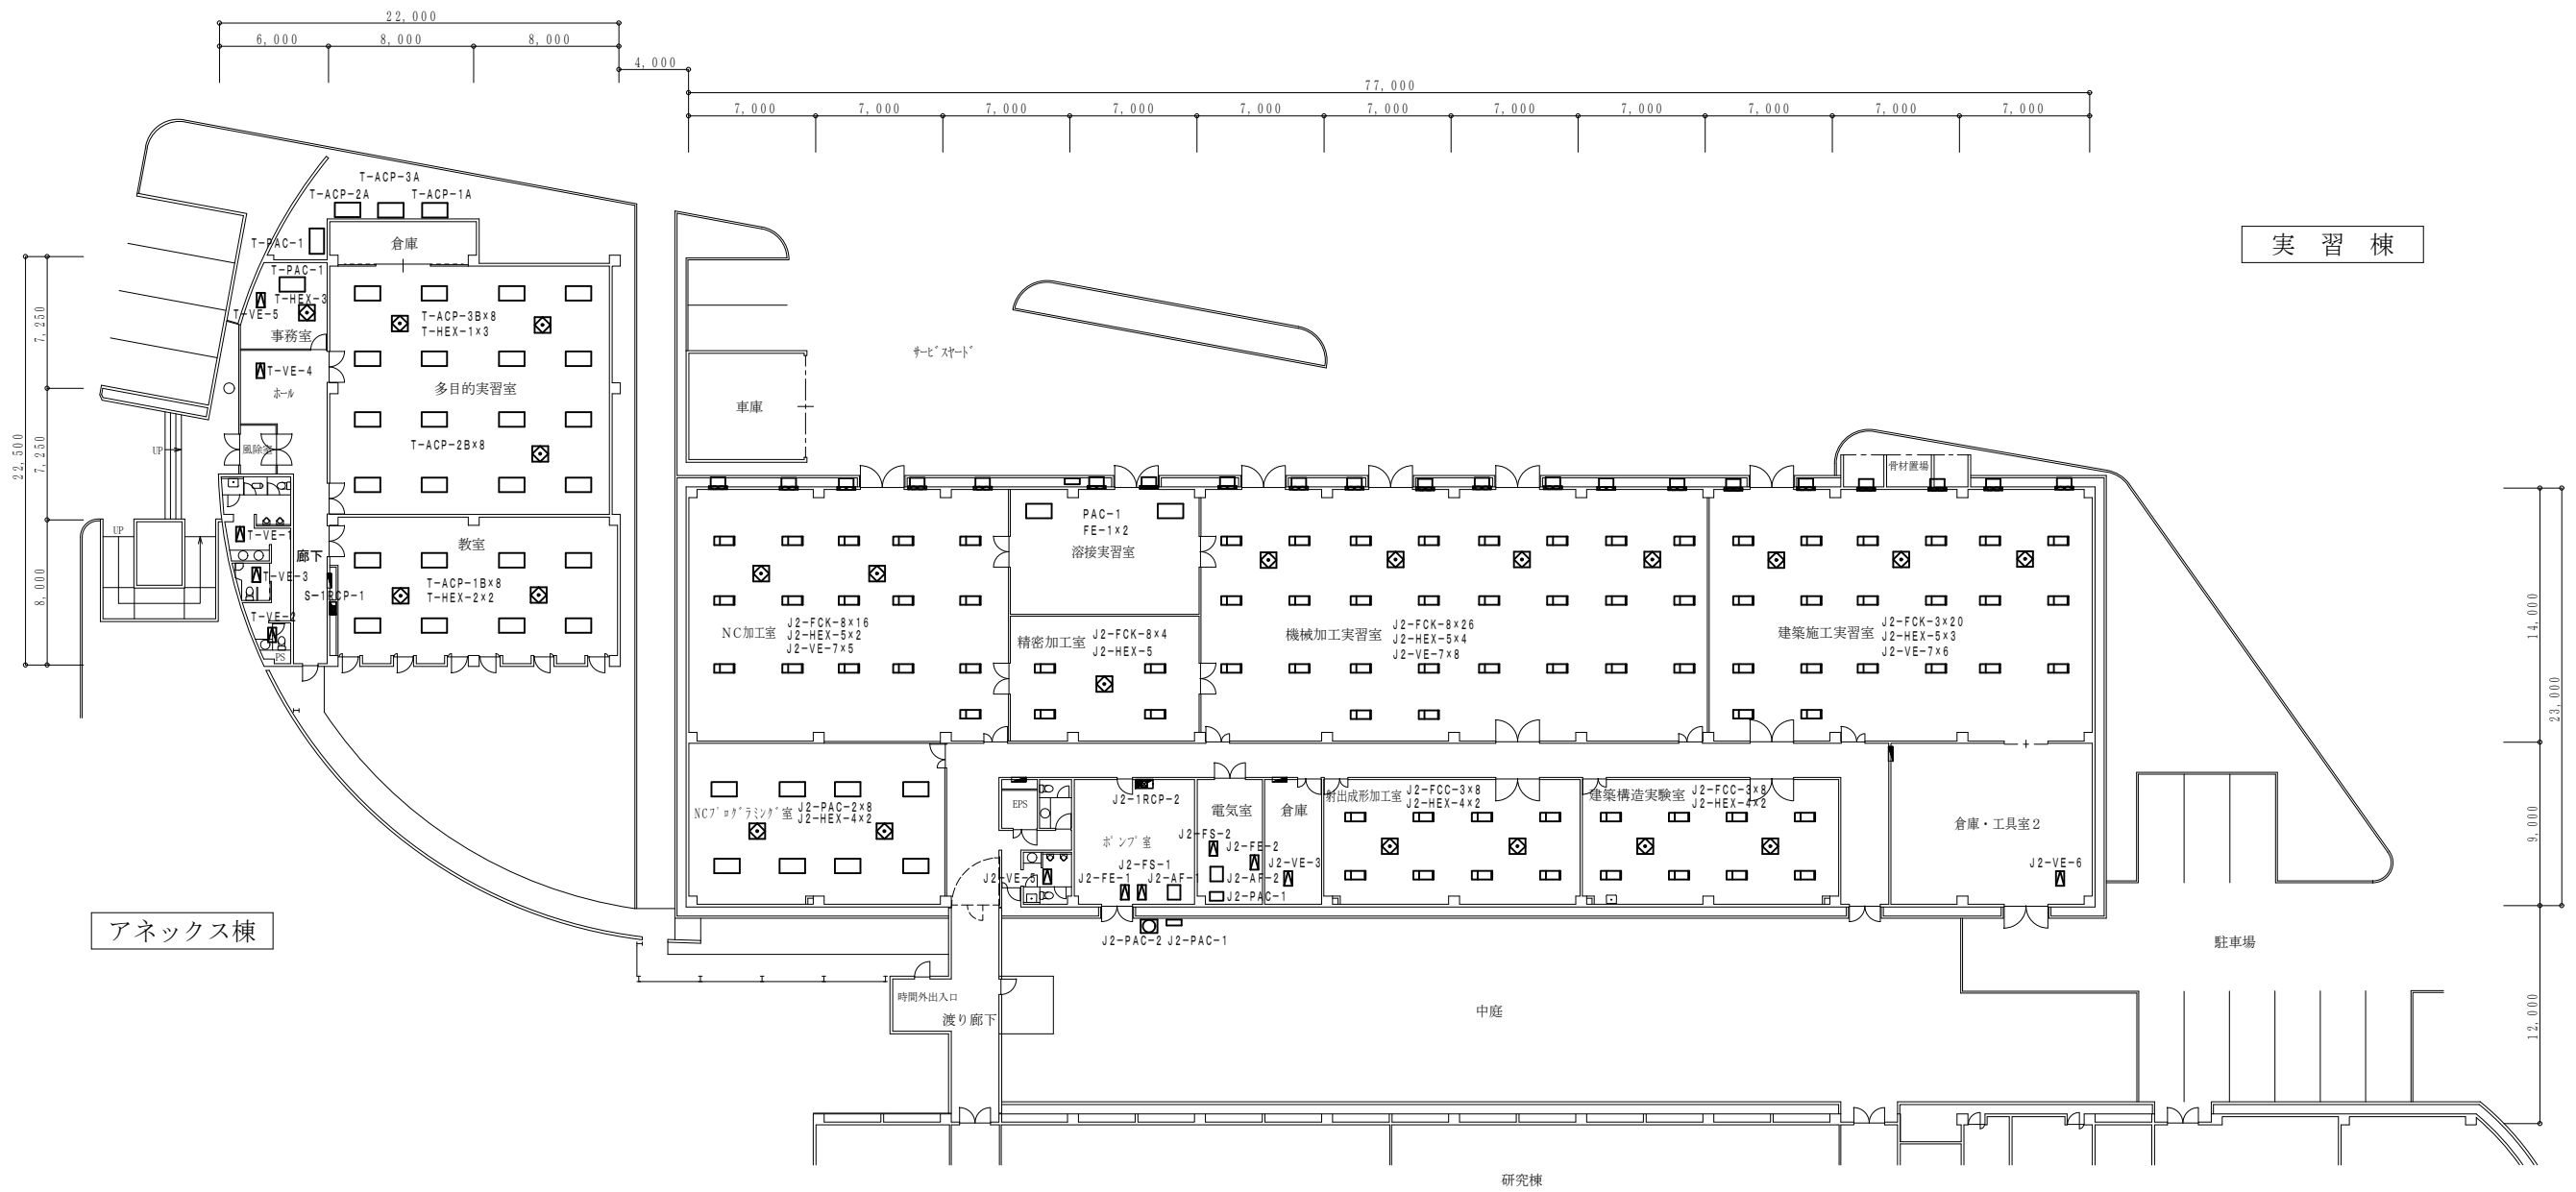 22,000
6,000
8,000
8,000
4,000
77,000
7,000
7,000
7,000
7,000
7,000
7,000
7,000
7,000
7,000
7,000
7,000
T-ACP-3A
T-ACP-2A
T-ACP-1A
T-PAC-1
倉庫
実 習 棟
T-PAC-1
T-HEX-3
T-VE-5
事務室
T-ACP-3B×8
T-HEX-1×3
7,250
T-VE-4
ホール
多目的実習室
ｻｰﾋﾞｽﾔｰﾄﾞ
車庫
22,500
7,250
UP
風除室
T-ACP-2B×8
骨材置場
UP
T-VE-1
廊下
教室
T-VE-3
S-1RCP-1
T-ACP-1B×8
T-HEX-2×2
8,000
T-VE-2
PS
PAC-1
FE-1×2
溶接実習室
NC加工室
J2-FCK-8×16
J2-HEX-5×2
J2-VE-7×5
精密加工室
J2-FCK-8×4
J2-HEX-5
機械加工実習室
J2-FCK-8×26
J2-HEX-5×4
J2-VE-7×8
建築施工実習室
J2-FCK-3×20
J2-HEX-5×3
J2-VE-7×6
14,000
23,000
NCﾌﾟﾛｸﾞﾗﾐﾝｸﾞ室
J2-PAC-2×8
J2-HEX-4×2
EPS
J2-1RCP-2
ﾎﾟﾝﾌﾟ室
電気室
倉庫
射出成形加工室
J2-FCC-3×8
J2-HEX-4×2
建築構造実験室
J2-FCC-3×8
J2-HEX-4×2
倉庫・工具室2
9,000
J2-FS-2
J2-FE-2
J2-VE-3
J2-VE-5
J2-FE-1
J2-FS-1
J2-AF-1
J2-AF-2
J2-PAC-1
J2-VE-6
アネックス棟
J2-PAC-2
J2-PAC-1
駐車場
時間外出入口
渡り廊下
中庭
12,000
研究棟